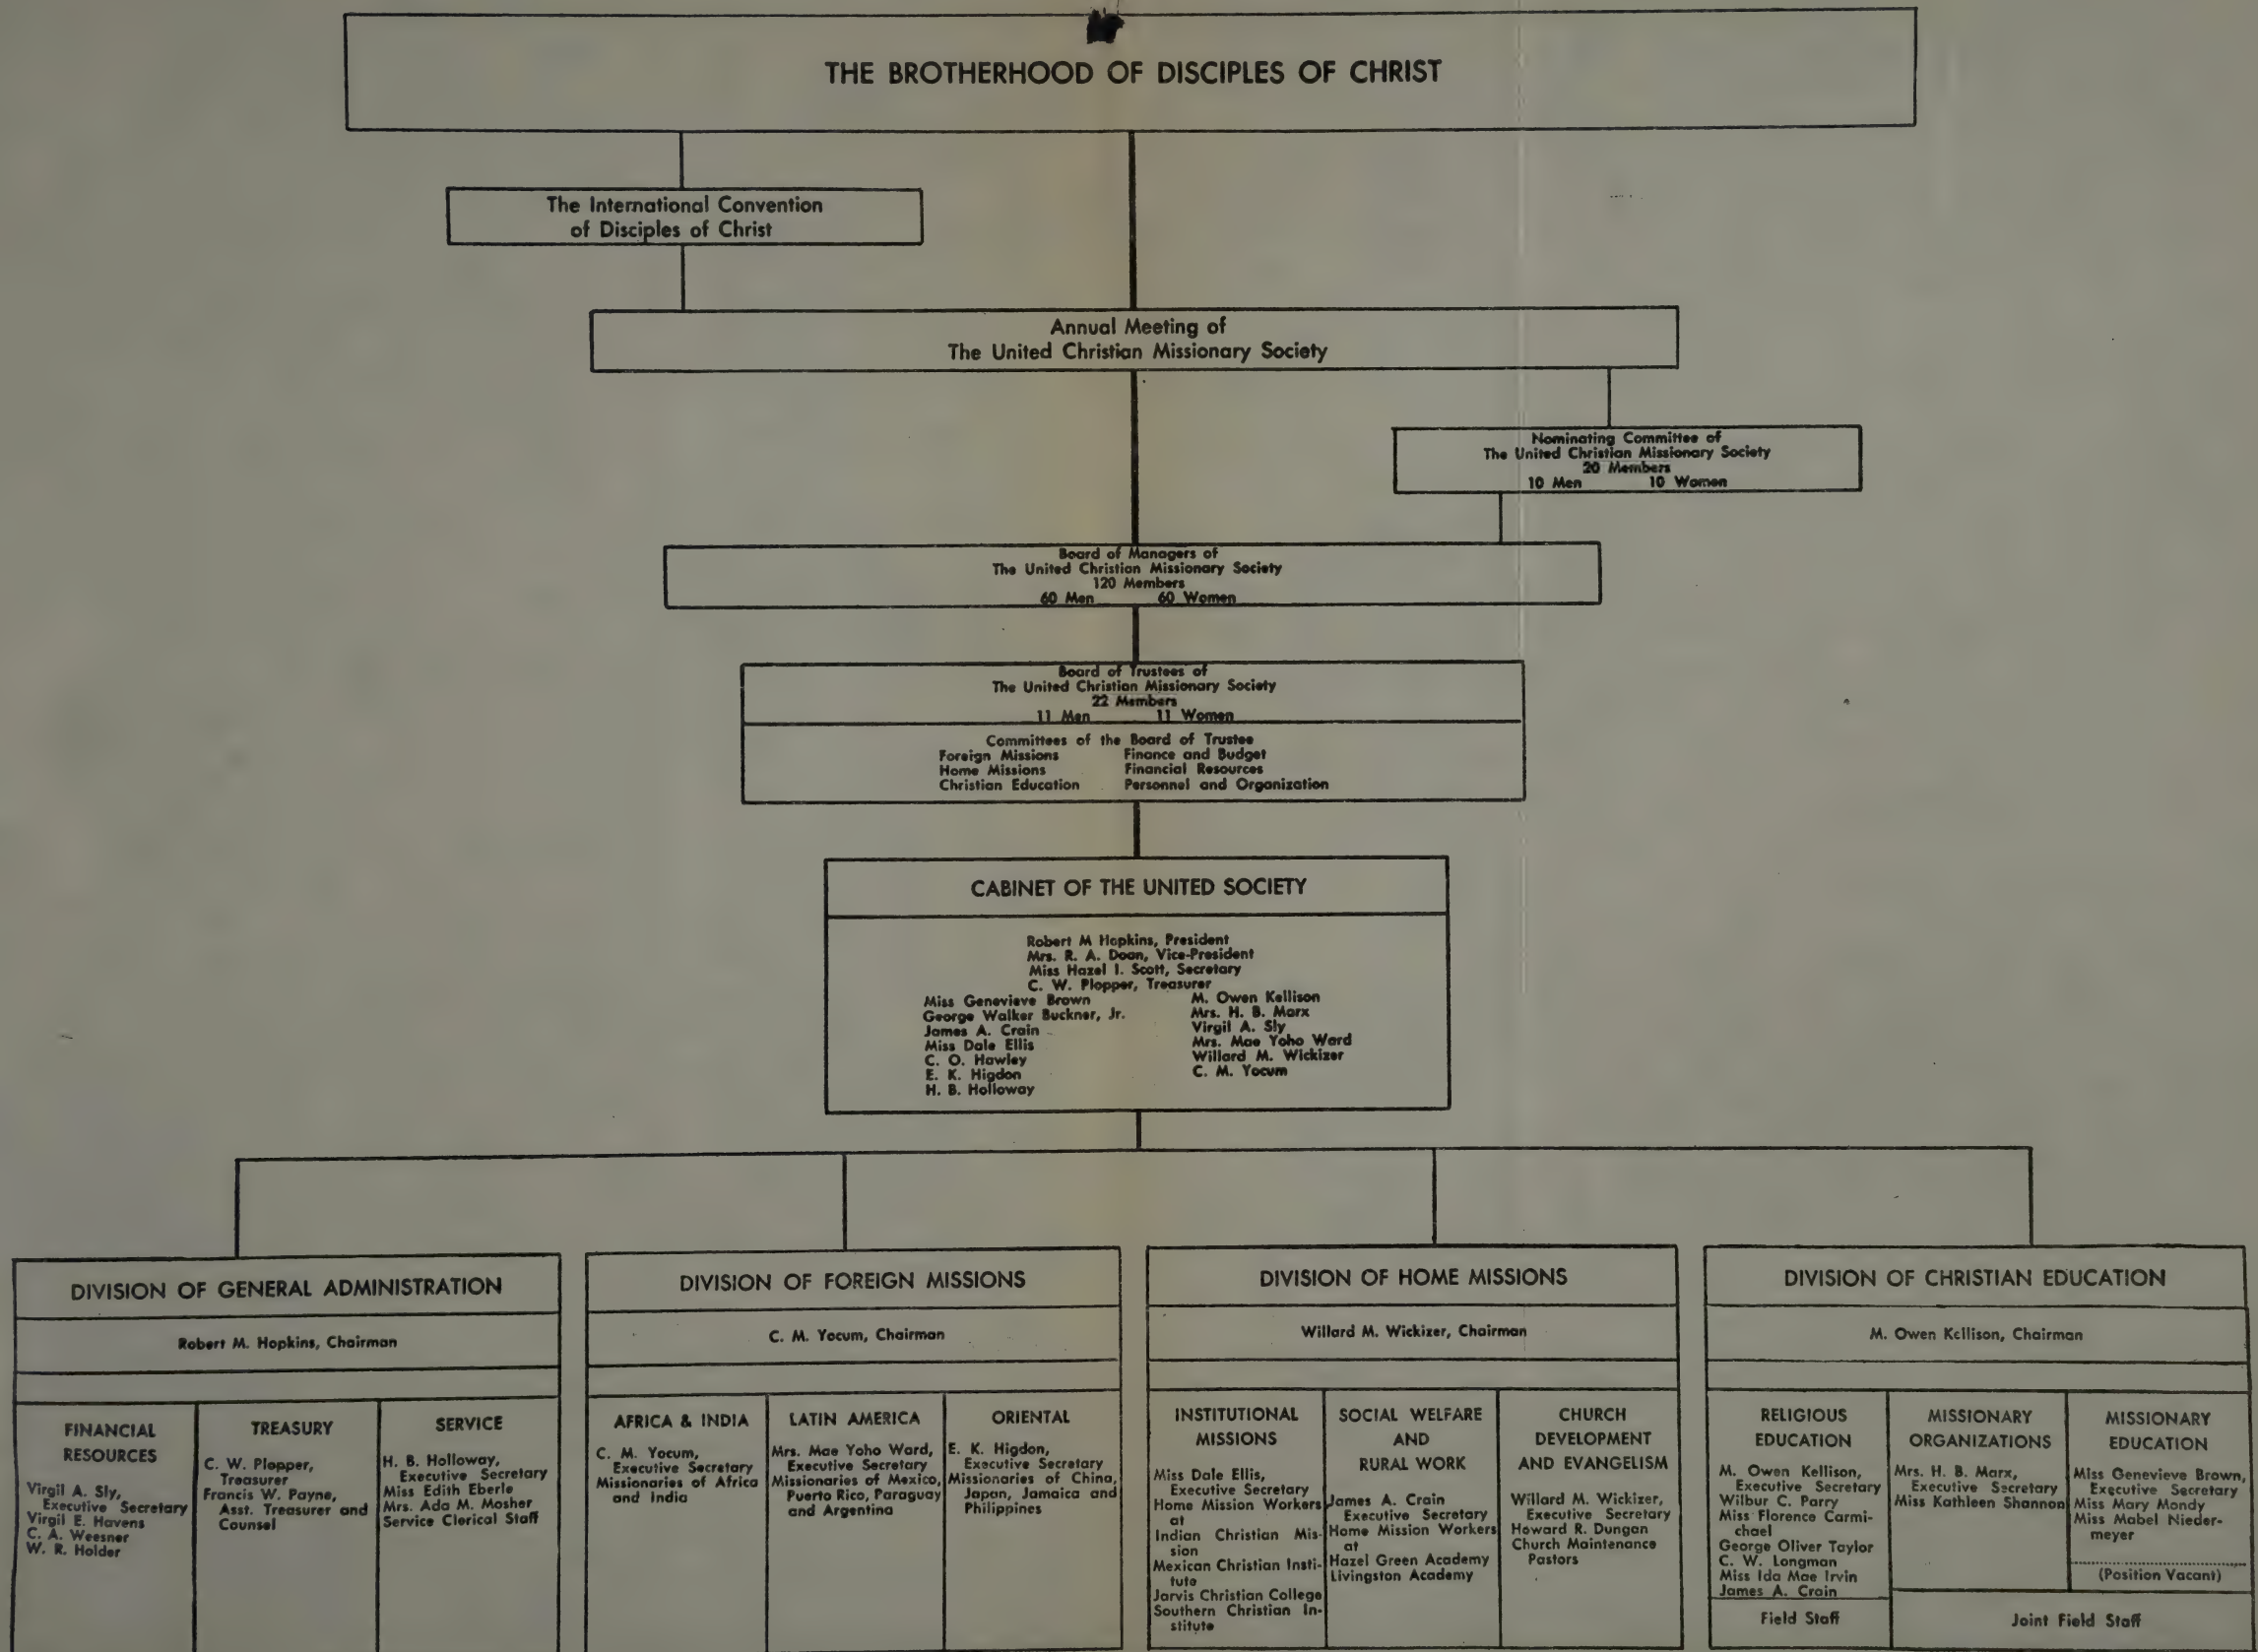 THE BROTHERHOOD OF DISCIPLES OF CHRIST
The International Convention
of Disciples of Christ
Annual Meeting of
The United Christian Missionary Society
Nominating Committee of
The United Christian Missionary Society
20 Members
10 Men 10 Women
Board of Managers of
The United Christian Missionary Society
120 Members
60 Men 60 Women
Board of Trustees of
The United Christian Missionary Society
22 Members
11 Men 11 Women
Committees of the Board of Trustee
Foreign Missions Finance and Budget
Home Missions Financial Resources
Christian Education Personnel and Organization
CABINET OF THE UNITED SOCIETY
Robert M Hopkins, President
Mrs. R. A. Doan, Vice-President
Miss Hazel I. Scott, Secretary
C. W. Plopper, Treasurer
Miss Genevieve Brown
George Walker Buckner, Jr.
James A. Crain
Miss Dale Ellis
C. O. Hawley
E. K. Higdon
H. B. Holloway
M. Owen Kellison
Mrs. H. B. Marx
Virgil A. Sly
Mrs. Mae Yoho Ward
Willard M. Wickizer
C. M. Yocum
DIVISION OF GENERAL ADMINISTRATION
Robert M. Hopkins, Chairman
FINANCIAL
RESOURCES
Virgil A. Sly,
Executive Secretary
Virgil E. Havens
C. A. Weesner
W. R. Holder
TREASURY
C. W. Plopper,
Treasurer
Francis W. Payne,
Asst. Treasurer and
Counsel
SERVICE
H. B. Holloway,
Executive Secretary
Miss Edith Eberle
Mrs. Ada M. Mosher
Service Clerical Staff
DIVISION OF FOREIGN MISSIONS
C. M. Yocum, Chairman
AFRICA & INDIA
C. M. Yocum,
Executive Secretary
Missionaries of Africa
and India
LATIN AMERICA
Mrs. Mae Yoho Ward,
Executive Secretary
Missionaries of Mexico,
Puerto Rico, Paraguay
and Argentina
ORIENTAL
E. K. Higdon,
Executive Secretary
Missionaries of China,
Japan, Jamaica and
Philippines
DIVISION OF HOME MISSIONS
Willard M. Wickizer, Chairman
INSTITUTIONAL
MISSIONS
Miss Dale Ellis,
Executive Secretary
Home Mission Workers
at
Indian Christian Mis-
sion
Mexican Christian Insti-
tute
Jarvis Christian College
Southern Christian In-
stitute
SOCIAL WELFARE
AND
RURAL WORK
James A. Crain
Executive Secretary
Home Mission Workers
at
Hazel Green Academy
Livingston Academy
CHURCH
DEVELOPMENT
AND EVANGELISM
Willard M. Wickizer,
Executive Secretary
Howard R. Dungan
Church Maintenance
Pastors
DIVISION OF CHRISTIAN EDUCATION
M. Owen Kellison, Chairman
RELIGIOUS
EDUCATION
M. Owen Kellison,
Executive Secretary
Wilbur C. Parry
Miss Florence Carmi-
chael
George Oliver Taylor
C. W. Longman
Miss Ida Mae Irvin
James A. Crain
Field Staff
MISSIONARY
ORGANIZATIONS
Mrs. H. B. Marx,
Executive Secretary
Miss Kathleen Shannon
MISSIONARY
EDUCATION
Miss Genevieve Brown,
Executive Secretary
Miss Mary Mondy
Miss Mabel Nieder-
meyer
(Position Vacant)
Joint Field Staff